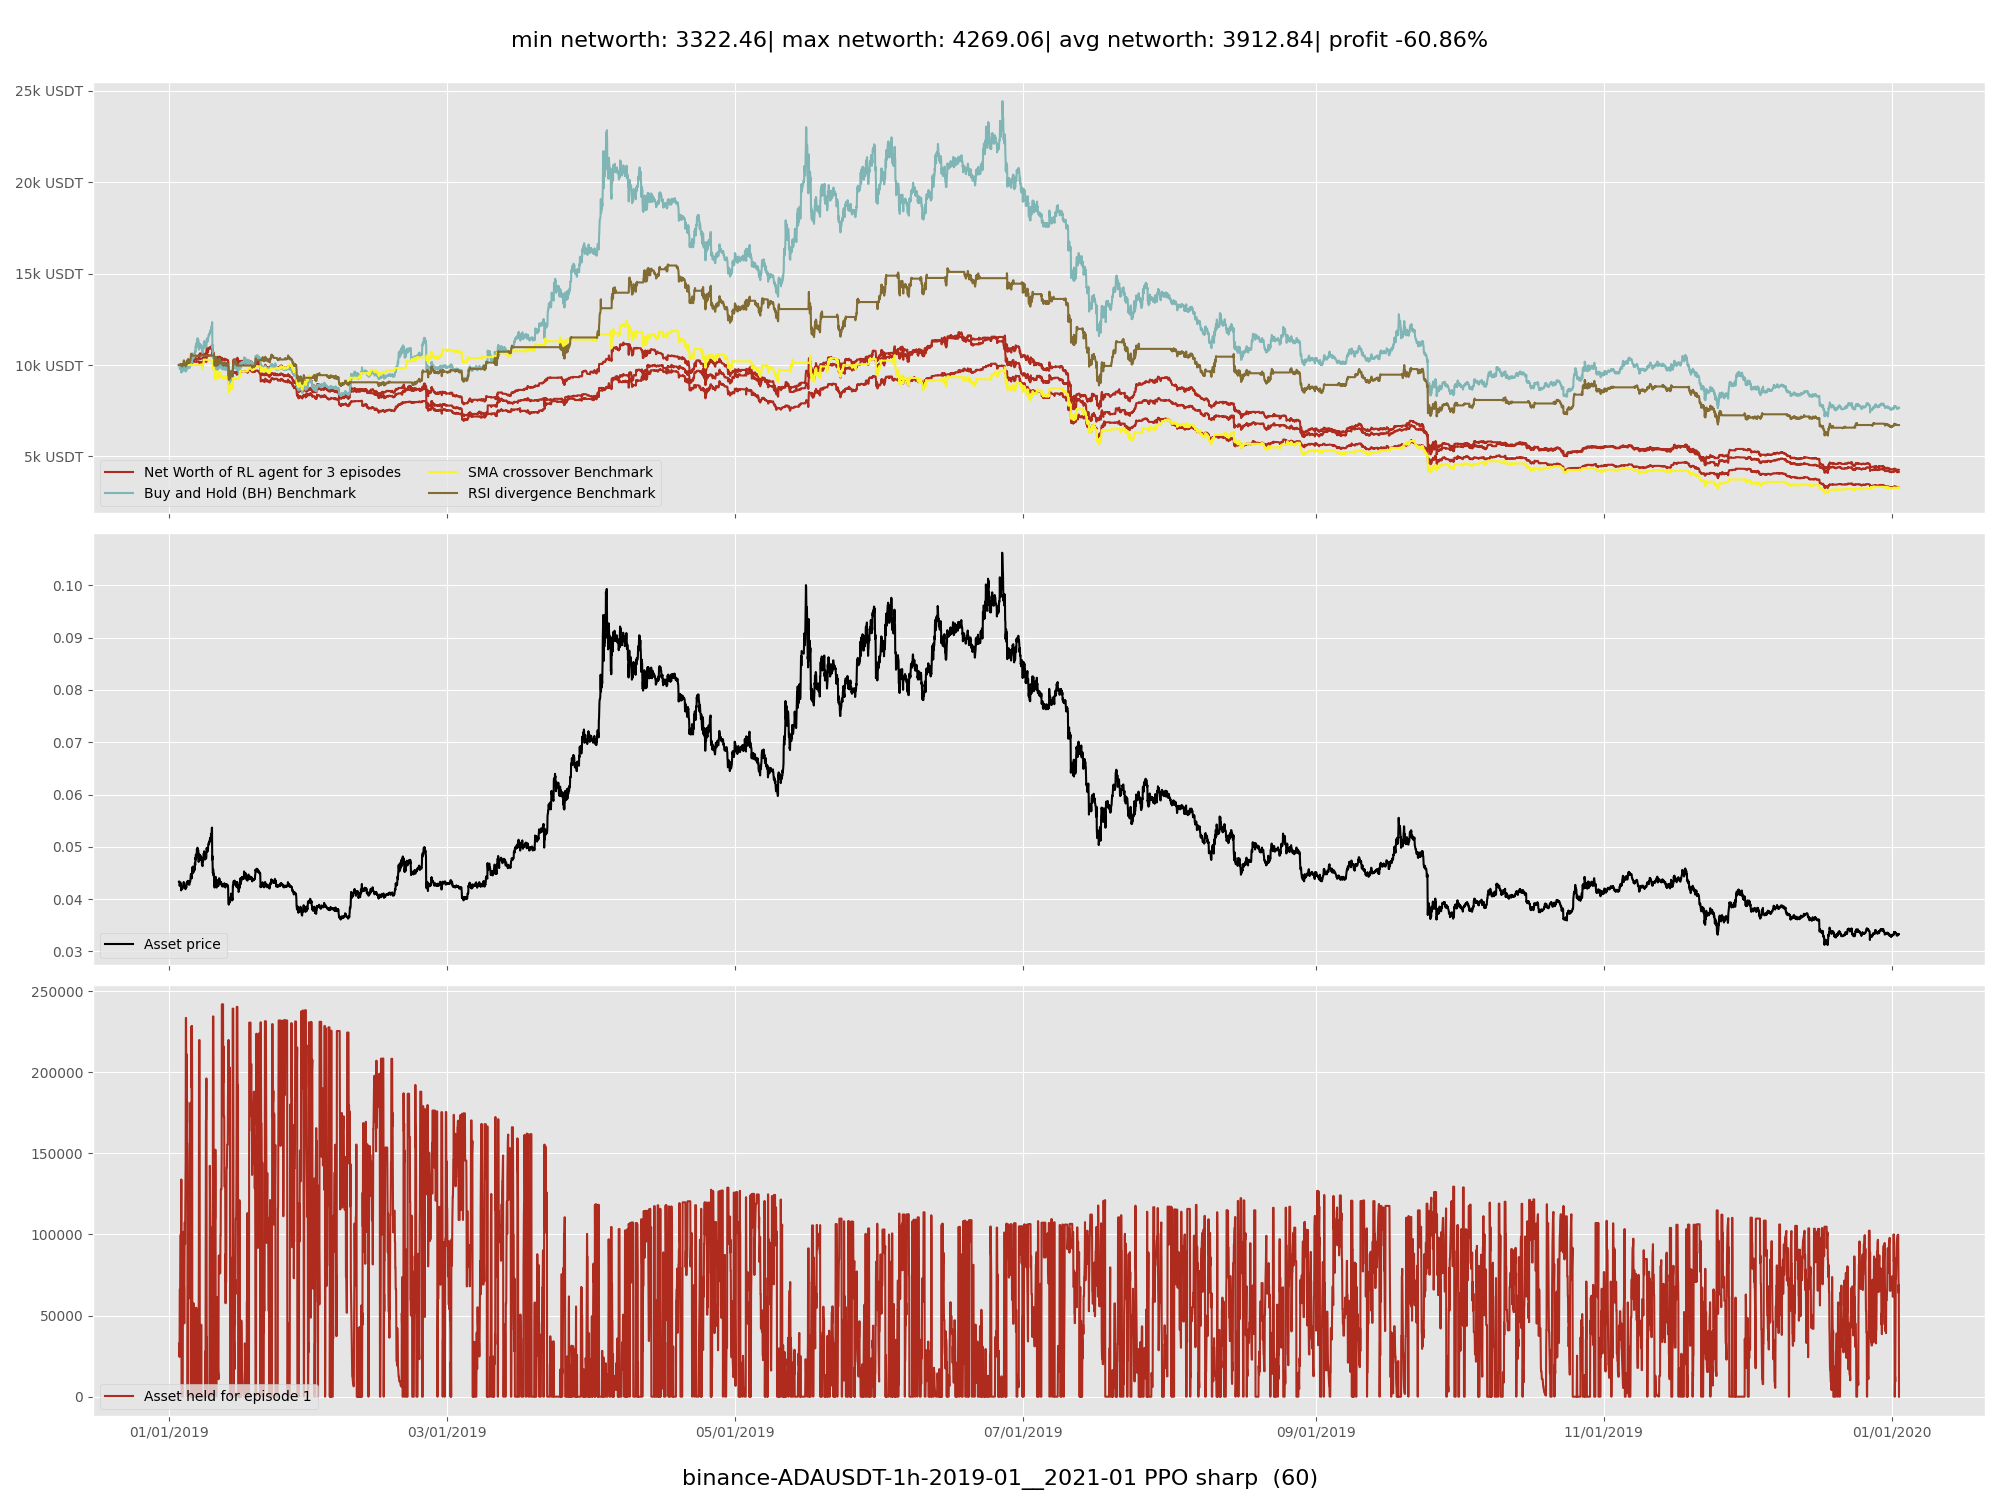 min networth: 3322.46| max networth: 4269.06| avg networth: 3912.84| profit -60.86%
25k USDT
20k USDT
15k USDT
10k USDT
5k USDT
Net Worth of RL agent for 3 episodes
Buy and Hold (BH) Benchmark
SMA crossover Benchmark
RSI divergence Benchmark
0.10
0.09
0.08
0.07
0.06
0.05
0.04
0.03
Asset price
250000
200000
150000
100000
50000
0
Asset held for episode 1
01/01/2019
03/01/2019
05/01/2019
07/01/2019
09/01/2019
11/01/2019
01/01/2020
binance-ADAUSDT-1h-2019-01__2021-01 PPO sharp  (60)